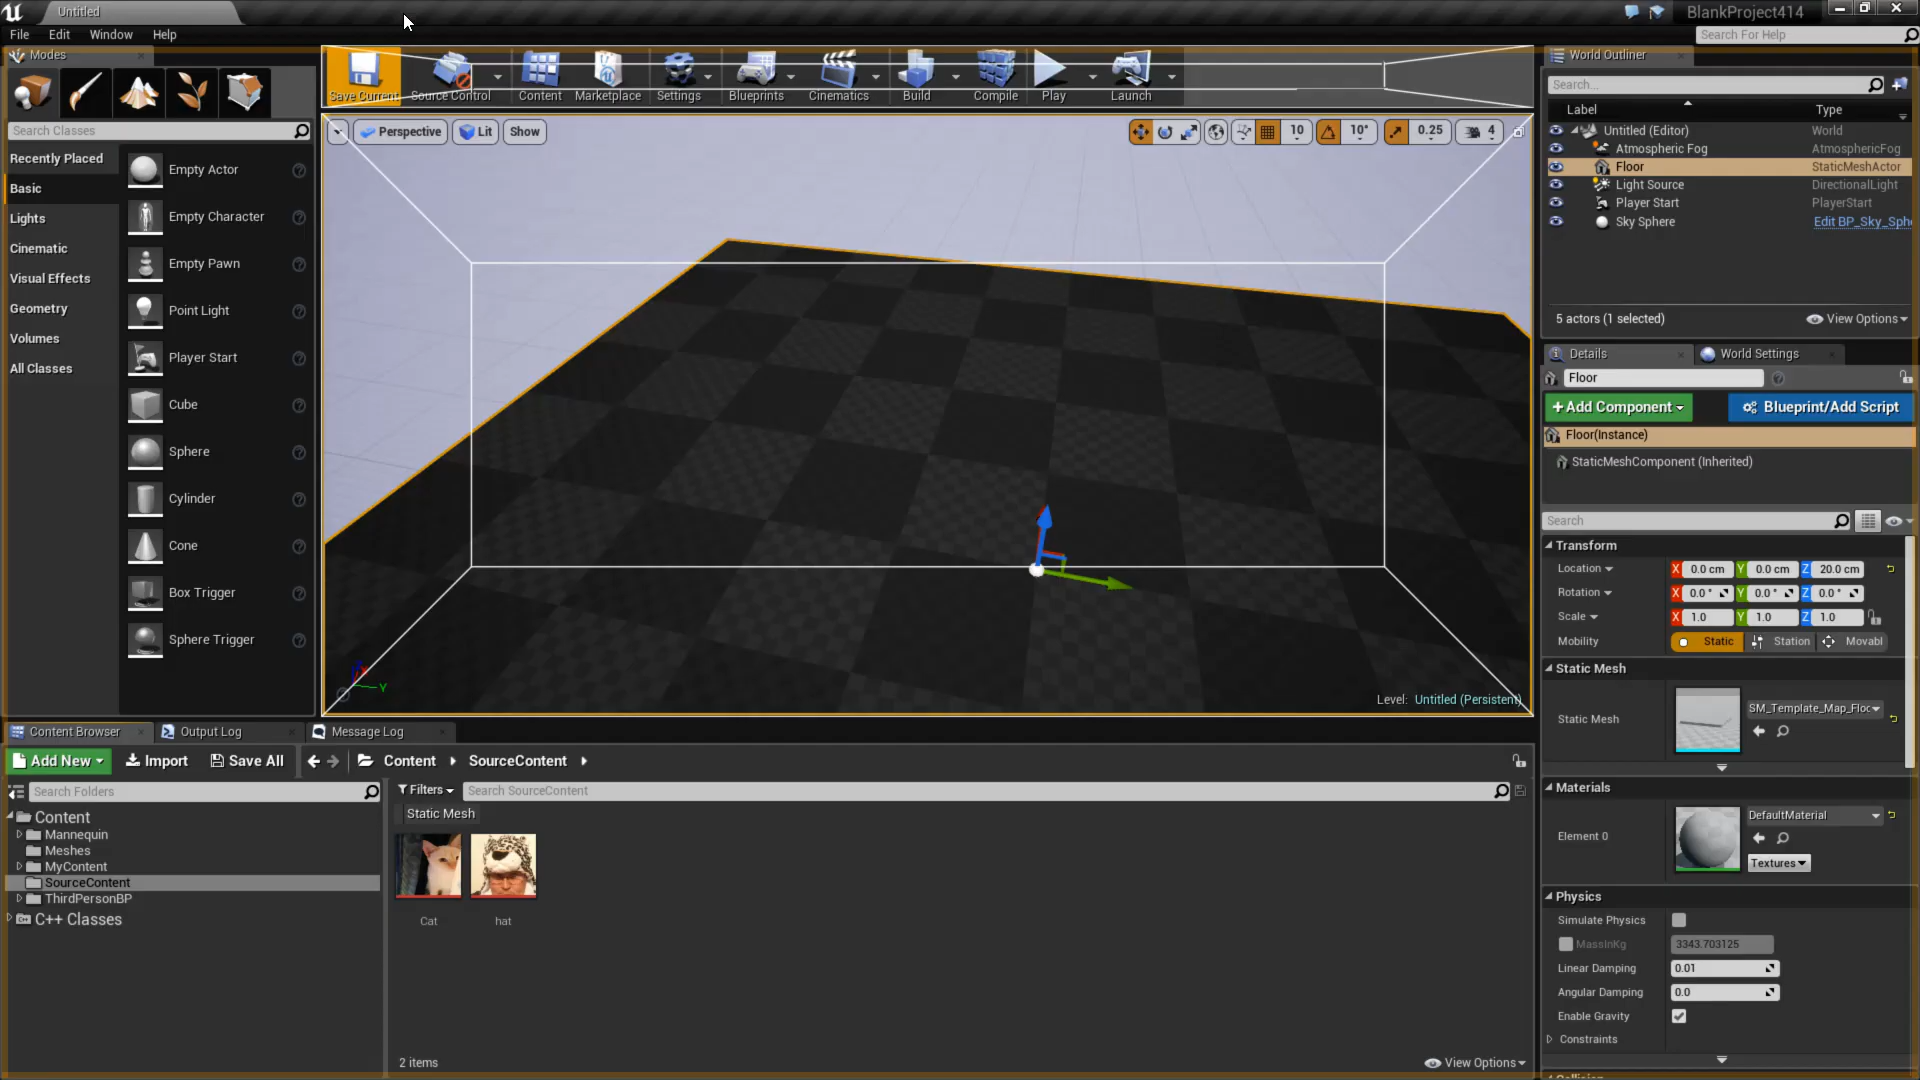 Untitled
BlankProject414
File Edit Window Help
Search For Help
Modes
Search Classes
Recently Placed
Basic
Lights
Cinematic
Visual Effects
Geometry
Volumes
All Classes
Empty Actor
Empty Character
Empty Pawn
Point Light
Player Start
Cube
Sphere
Cylinder
Cone
Box Trigger
Sphere Trigger
Save Current Source Control Content Marketplace Settings Blueprints Cinematics Build Compile Play Launch
Perspective Lit Show
10 10° 0.25 4
Y
Level: Untitled (Persistent)
World Outliner
Search...
Label Type
Untitled (Editor) World
Atmospheric Fog AtmosphericFog
Floor StaticMeshActor
Light Source DirectionalLight
Player Start PlayerStart
Sky Sphere Edit BP_Sky_Sph
5 actors (1 selected) View Options
Details World Settings
Floor
+Add Component Blueprint/Add Script
Floor(Instance)
StaticMeshComponent (Inherited)
Search
Transform
Location X 0.0 cm Y 0.0 cm Z 20.0 cm
Rotation X 0.0 ° Y 0.0 ° Z 0.0 °
Scale X 1.0 Y 1.0 Z 1.0
Mobility Static Station Movabl
Static Mesh
Static Mesh SM_Template_Map_Floo
Materials
Element 0 DefaultMaterial
Textures
Physics
Simulate Physics
MassInKg 3343.703125
Linear Damping 0.01
Angular Damping 0.0
Enable Gravity
Constraints
Content Browser Output Log Message Log
Add New Import Save All Content SourceContent
Search Folders
Content
Mannequin
Meshes
MyContent
SourceContent
ThirdPersonBP
C++ Classes
Filters Search SourceContent
Static Mesh
Cat hat
2 items View Options